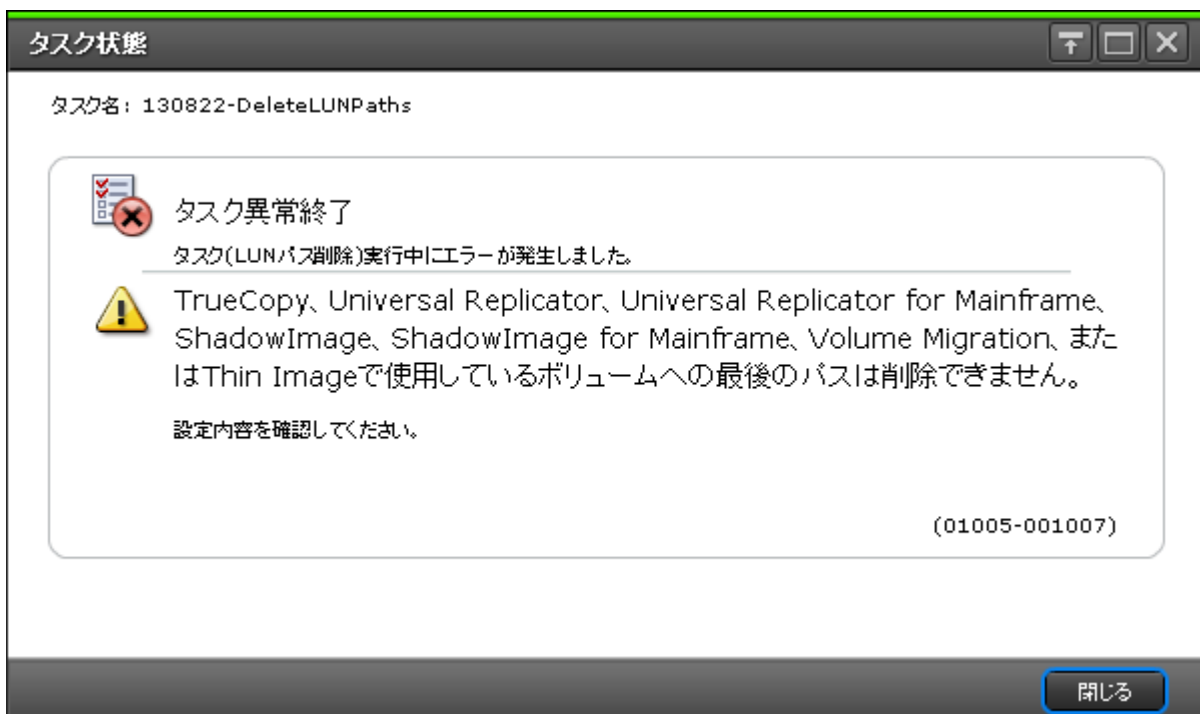 タスク状態
タスク名: 130822-DeleteLUNPaths
タスク異常終了
タスク(LUNパス削除)実行中にエラーが発生しました。
TrueCopy、Universal Replicator、Universal Replicator for Mainframe、
ShadowImage、ShadowImage for Mainframe、Volume Migration、また
はThin Imageで使用しているボリュームへの最後のパスは削除できません。
設定内容を確認してください。
(01005-001007)
閉じる